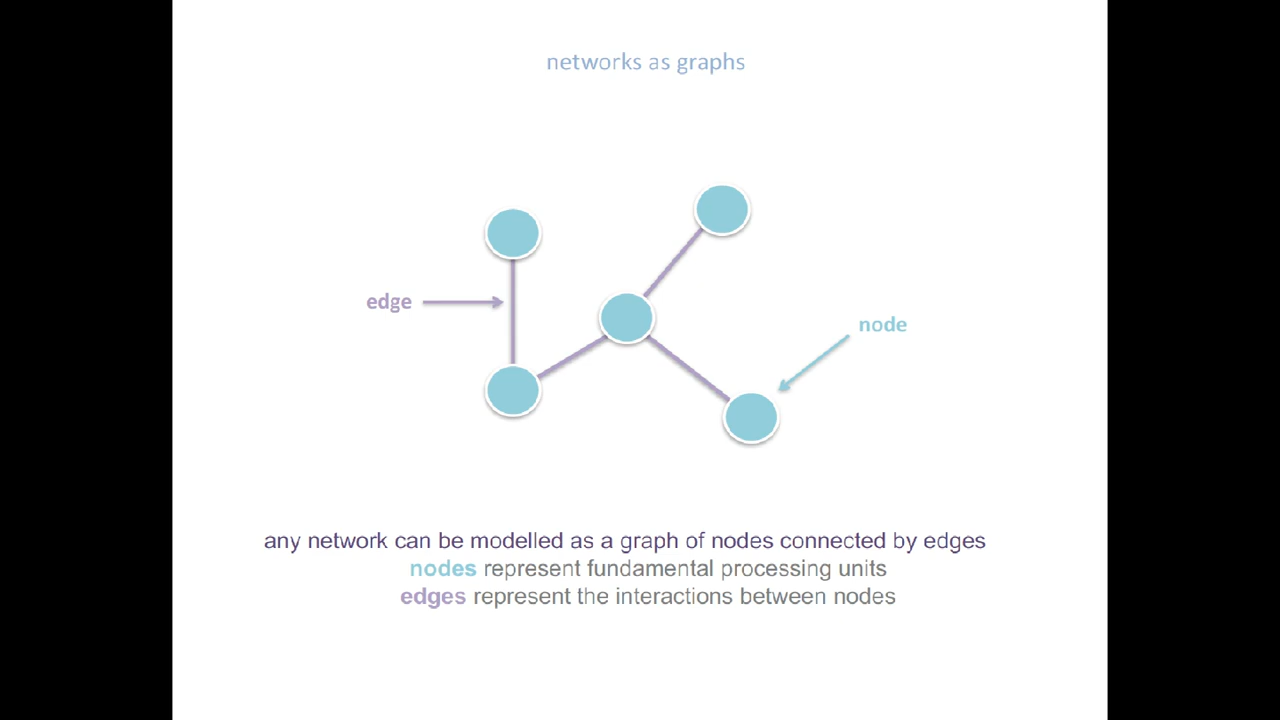 networks as graphs
edge
node
any network can be modelled as a graph of nodes connected by edges
nodes represent fundamental processing units
edges represent the interactions between nodes